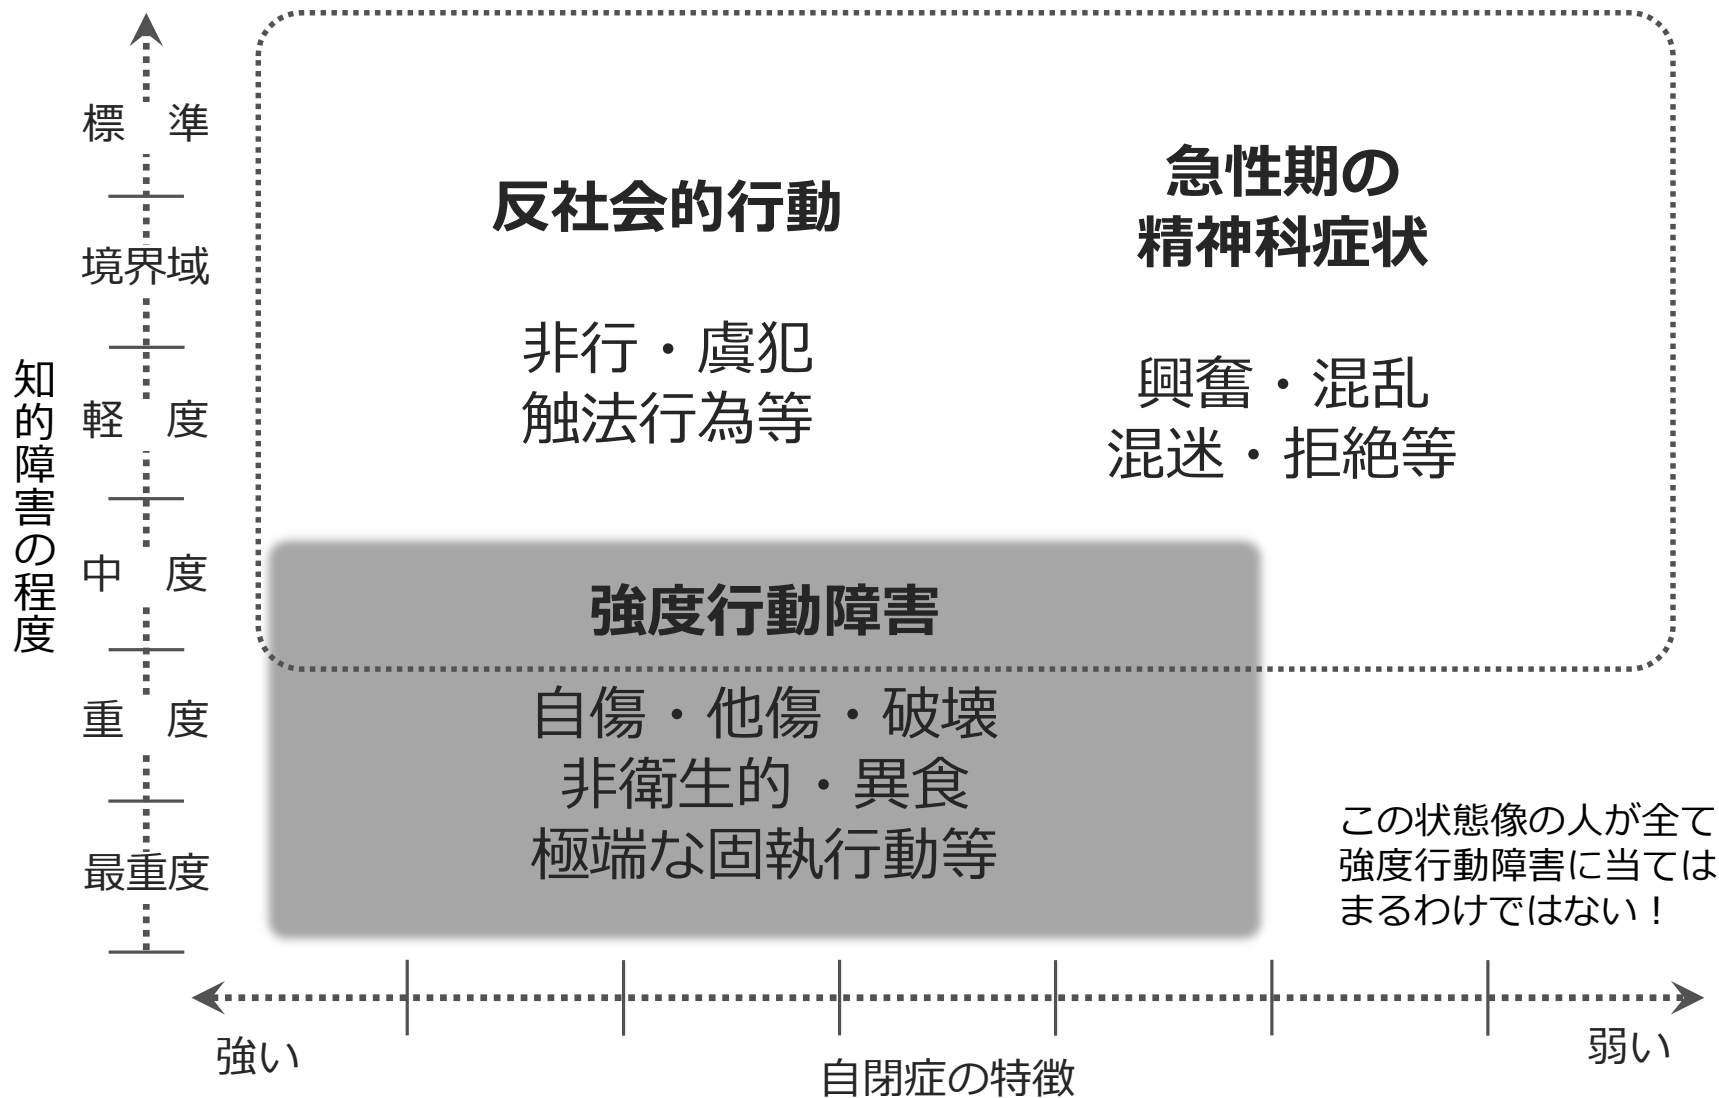 標　準
境界域
軽　度
中　度
重　度
最重度
知的障害の程度
反社会的行動
非行・虞犯
触法行為等
急性期の
精神科症状
興奮・混乱
混迷・拒絶等
強度行動障害
自傷・他傷・破壊
非衛生的・異食
極端な固執行動等
この状態像の人が全て
強度行動障害に当ては
まるわけではない！
強い
自閉症の特徴
弱い